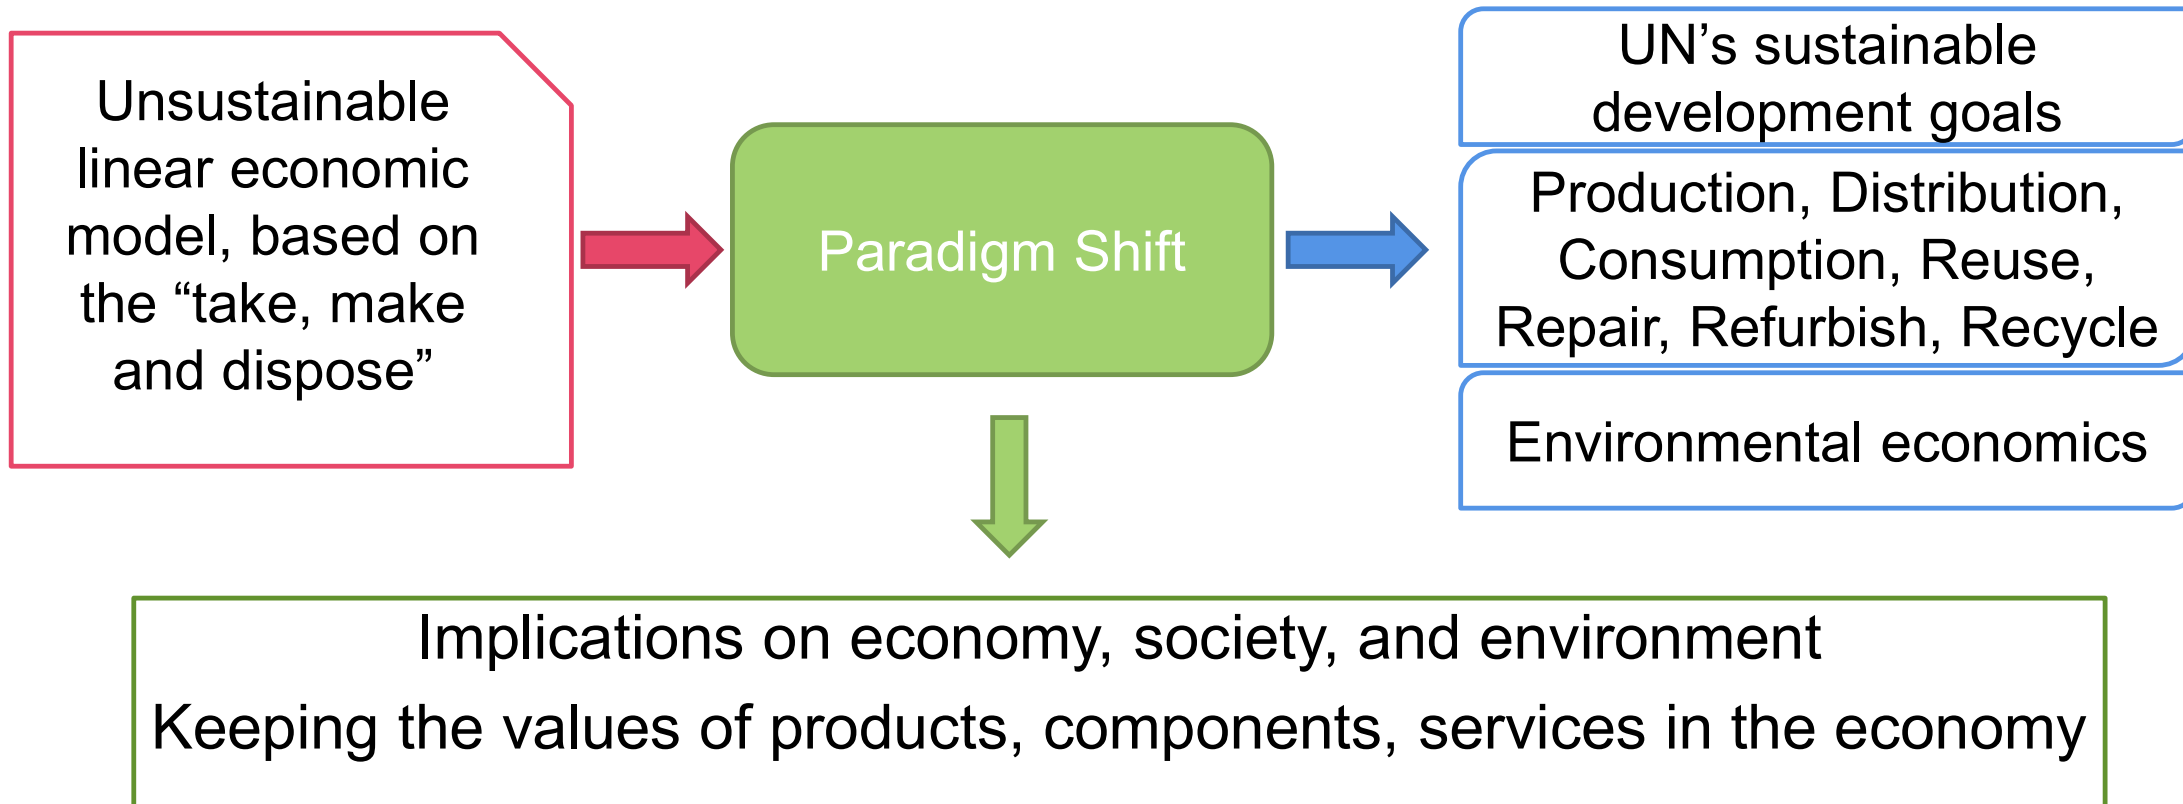 Unsustainable
linear economic
model, based on
the “take, make
and dispose”
Paradigm Shift
UN’s sustainable
development goals
Production, Distribution,
Consumption, Reuse,
Repair, Refurbish, Recycle
Environmental economics
Implications on economy, society, and environment
Keeping the values of products, components, services in the economy